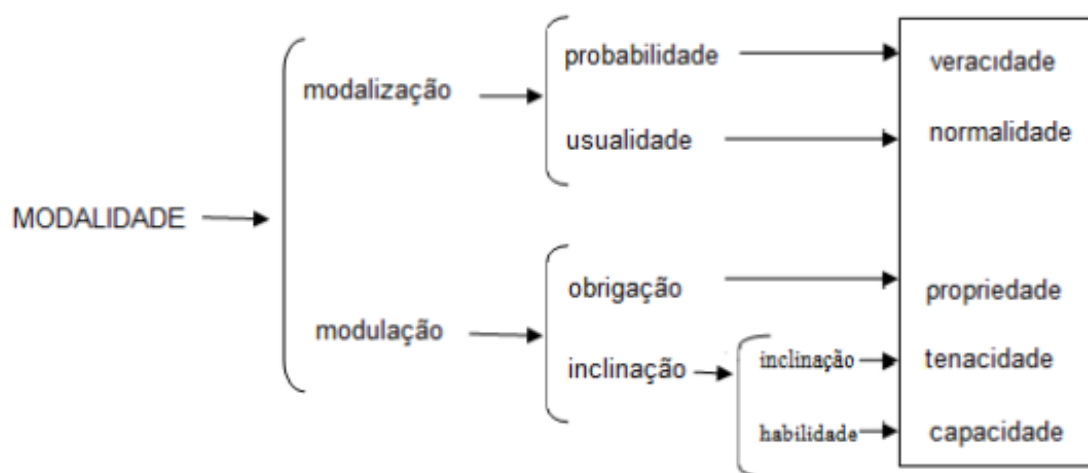 probabilidade
veracidade
modalização
usualidade
normalidade
MODALIDADE
obrigação
propriedade
modulação
inclinação
inclinação
tenacidade
habilidade
capacidade